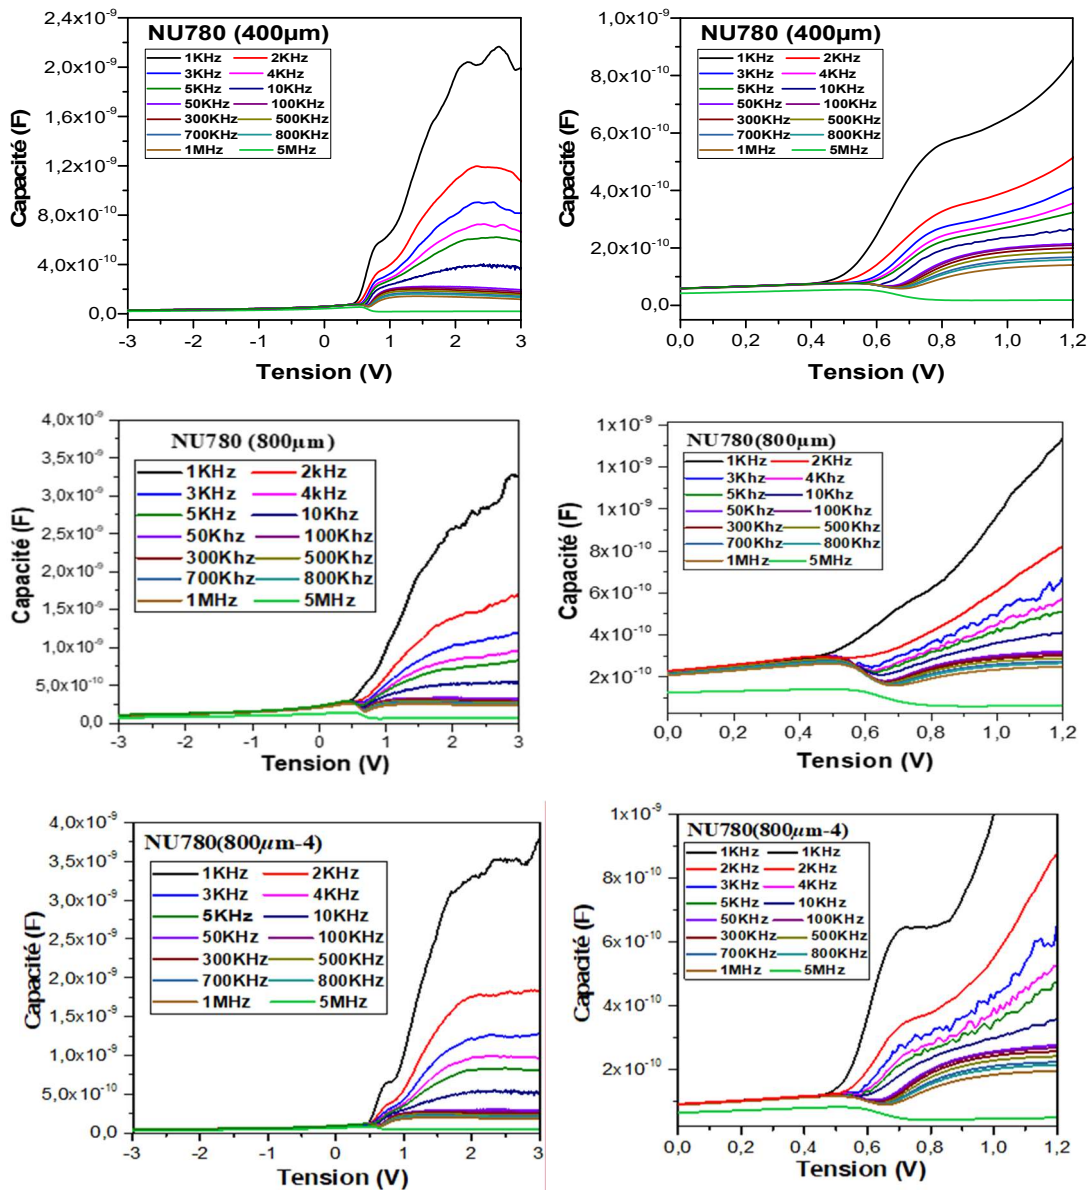 NU780 (400µm)
1KHz 2KHz
3KHz 4KHz
5KHz 10KHz
50KHz 100KHz
300KHz 500KHz
700KHz 800KHz
1MHz 5MHz
2,4x10⁻⁹
2,0x10⁻⁹
1,6x10⁻⁹
1,2x10⁻⁹
8,0x10⁻¹⁰
4,0x10⁻¹⁰
0,0
Capacité (F)
-3 -2 -1 0 1 2 3
Tension (V)
NU780 (400µm)
1KHz 2KHz
3KHz 4KHz
5KHz 10KHz
50KHz 100KHz
300KHz 500KHz
700KHz 800KHz
1MHz 5MHz
1,0x10⁻⁹
8,0x10⁻¹⁰
6,0x10⁻¹⁰
4,0x10⁻¹⁰
2,0x10⁻¹⁰
0,0
Capacité (F)
0,0 0,2 0,4 0,6 0,8 1,0 1,2
Tension (V)
NU780 (800µm)
1KHz 2kHz
3KHz 4kHz
5KHz 10Khz
50Khz 100KHz
300KHz 500KHz
700KHz 800KHz
1MHz 5MHz
4,0x10⁻⁹
3,5x10⁻⁹
3,0x10⁻⁹
2,5x10⁻⁹
2,0x10⁻⁹
1,5x10⁻⁹
1,0x10⁻⁹
5,0x10⁻¹⁰
0,0
Capacité (F)
-3 -2 -1 0 1 2 3
Tension (V)
NU780(800µm)
1KHz 2KHz
3KHz 4Khz
5Khz 10KHz
50KHz 100KHz
300KHz 500KHz
700KHz 800KHz
1MHz 5MHz
1x10⁻⁹
1x10⁻⁹
1x10⁻⁹
8x10⁻¹⁰
6x10⁻¹⁰
4x10⁻¹⁰
2x10⁻¹⁰
Capacité (F)
0,0 0,2 0,4 0,6 0,8 1,0 1,2
Tension (V)
NU780(800µm-4)
1KHz 2KHz
3KHz 4KHz
5KHz 10KHz
50KHz 100KHz
300KHz 500KHz
700KHz 800KHz
1MHz 5MHz
4,0x10⁻⁹
3,5x10⁻⁹
3,0x10⁻⁹
2,5x10⁻⁹
2,0x10⁻⁹
1,5x10⁻⁹
1,0x10⁻⁹
5,0x10⁻¹⁰
0,0
Capacité (F)
-3 -2 -1 0 1 2 3
Tension (V)
NU780(800µm-4)
1KHz 1KHz
2KHz 2KHz
3KHz 4KHz
5KHz 10KHz
50KHz 100KHz
300KHz 500KHz
700KHz 800KHz
1MHz 5MHz
1x10⁻⁹
8x10⁻¹⁰
6x10⁻¹⁰
4x10⁻¹⁰
2x10⁻¹⁰
Capacité (F)
0,0 0,2 0,4 0,6 0,8 1,0 1,2
Tension (V)